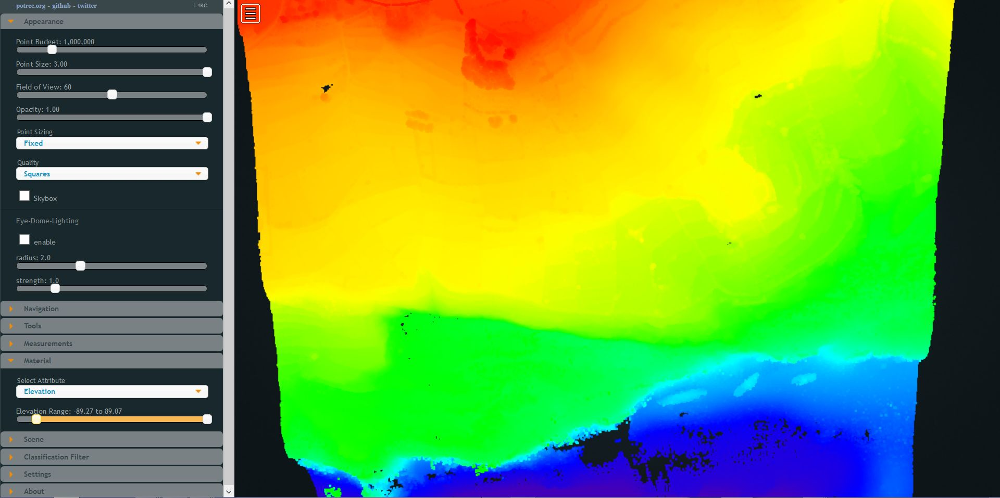 potree.org - github - twitter 1.4RC
Appearance
Point Budget: 1,000,000
Point Size: 3.00
Field of View: 60
Opacity: 1.00
Point Sizing
Fixed
Quality
Squares
Skybox
Eye-Dome-Lighting
enable
radius: 2.0
strength: 1.0
Navigation
Tools
Measurements
Material
Select Attribute
Elevation
Elevation Range: -89.27 to 89.07
Scene
Classification Filter
Settings
About